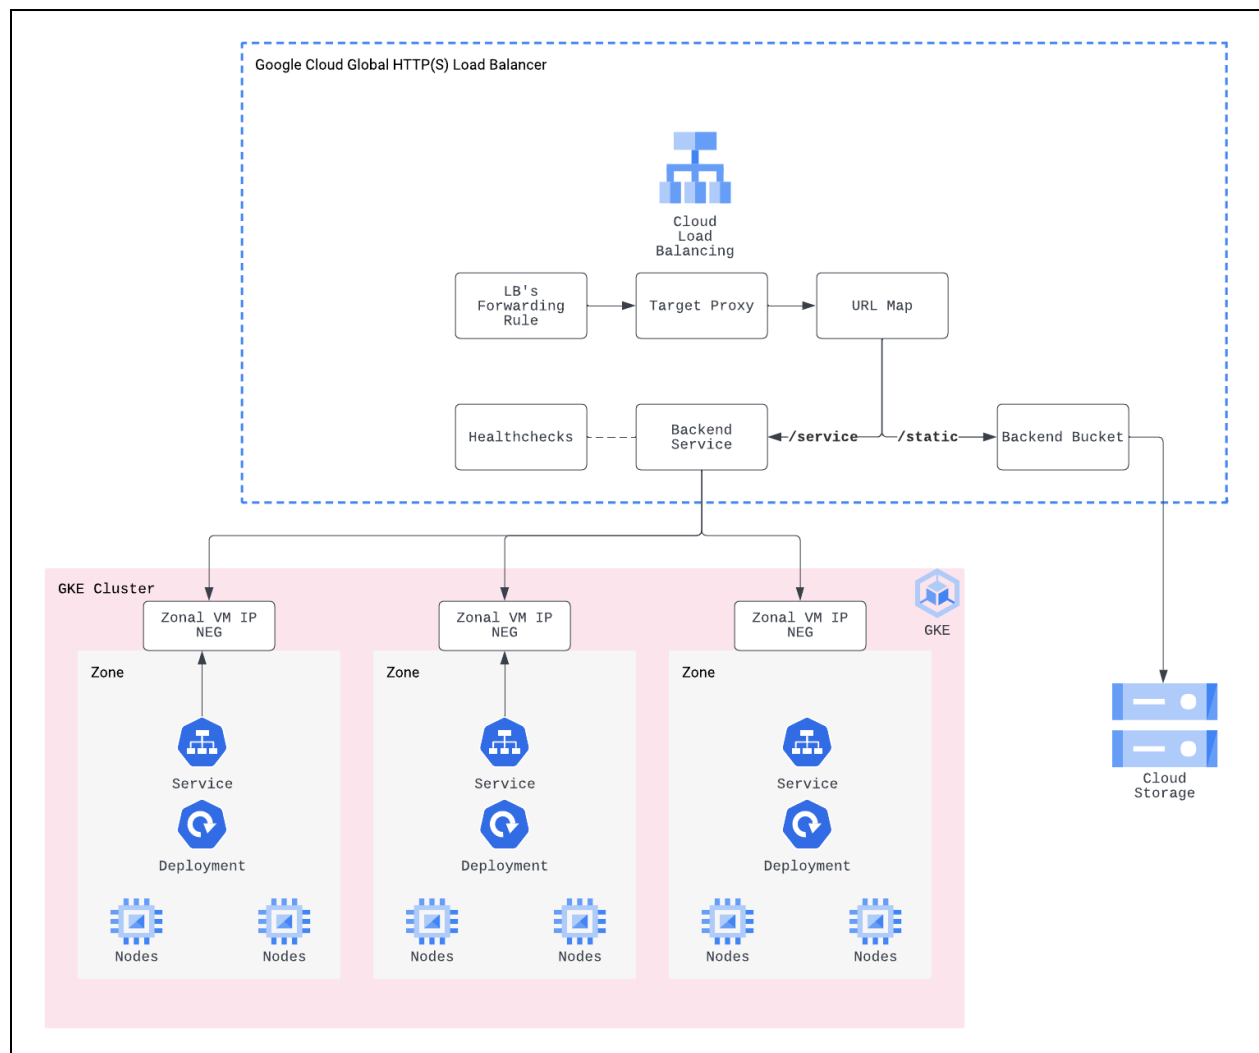 Google Cloud Global HTTP(S) Load Balancer
Cloud
Load
Balancing
LB's
Forwarding
Rule
Target Proxy
URL Map
Healthchecks
Backend
Service
/service
/static
Backend Bucket
GKE Cluster
GKE
Zonal VM IP
NEG
Zonal VM IP
NEG
Zonal VM IP
NEG
Zone
Zone
Zone
Service
Service
Service
Cloud
Storage
Deployment
Deployment
Deployment
Nodes
Nodes
Nodes
Nodes
Nodes
Nodes